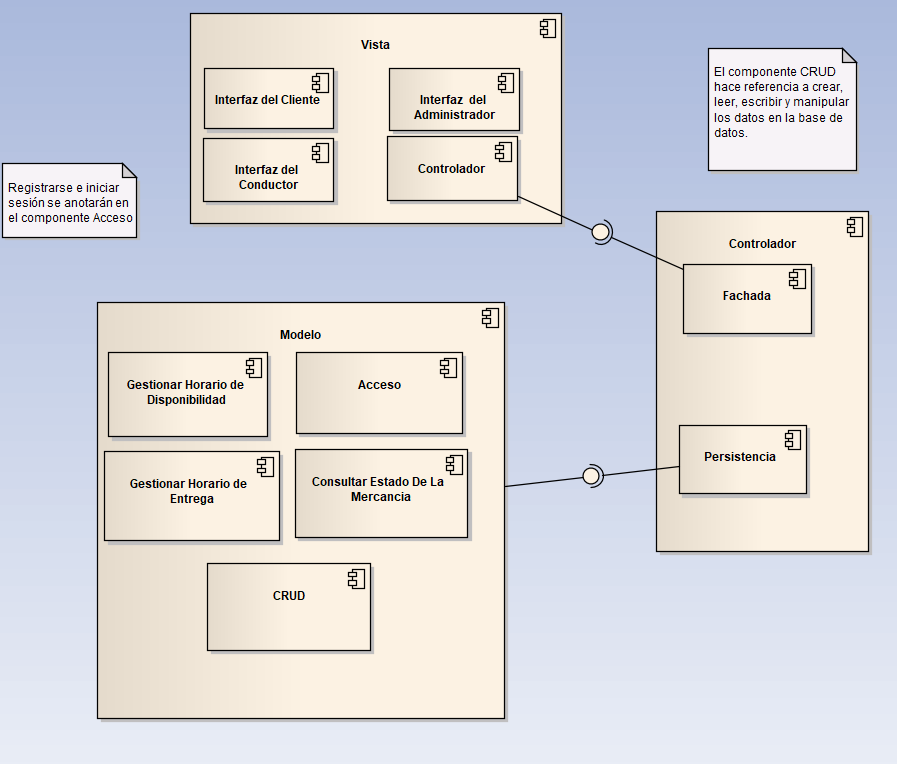 Vista
Interfaz del Cliente
Interfaz del
Administrador
Interfaz del
Conductor
Controlador
El componente CRUD
hace referencia a crear,
leer, escribir y manipular
los datos en la base de
datos.
Registrarse e iniciar
sesión se anotarán en
el componente Acceso
Controlador
Fachada
Persistencia
Modelo
Gestionar Horario de
Disponibilidad
Acceso
Gestionar Horario de
Entrega
Consultar Estado De La
Mercancia
CRUD